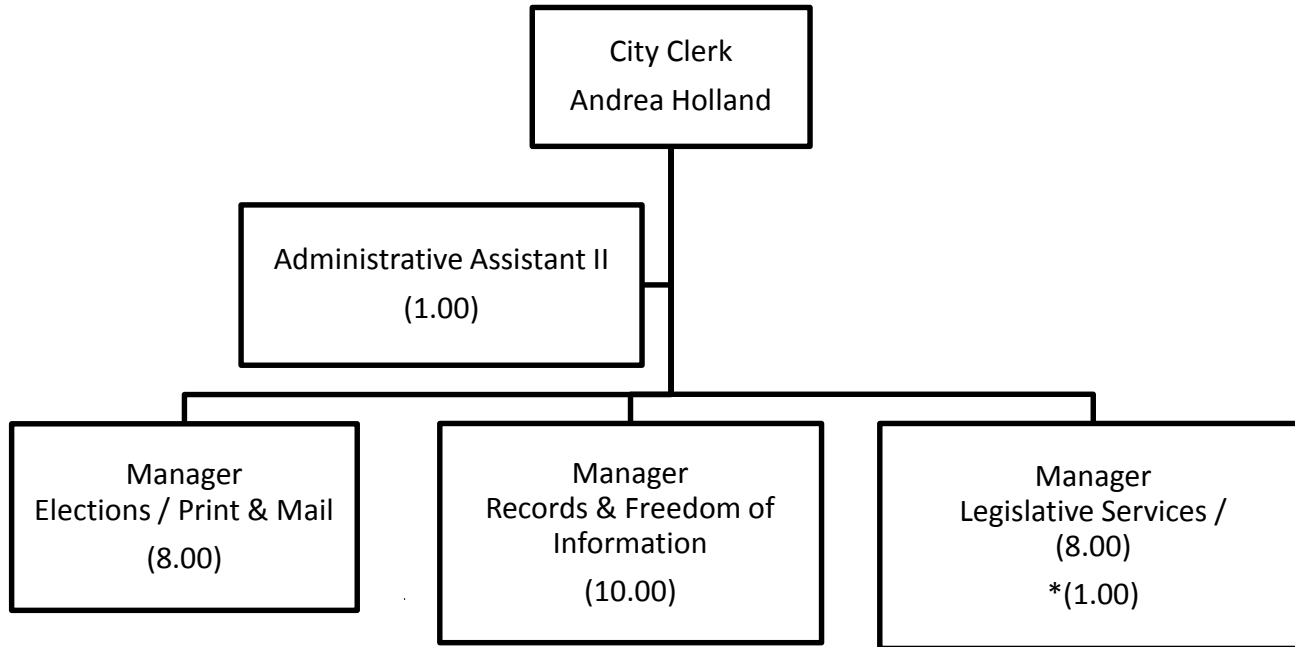 City Clerk
Andrea Holland
Administrative Assistant II
(1.00)
Manager
Elections / Print & Mail
(8.00)
Manager
Records & Freedom of
Information
(10.00)
Manager
Legislative Services /
(8.00)
*(1.00)